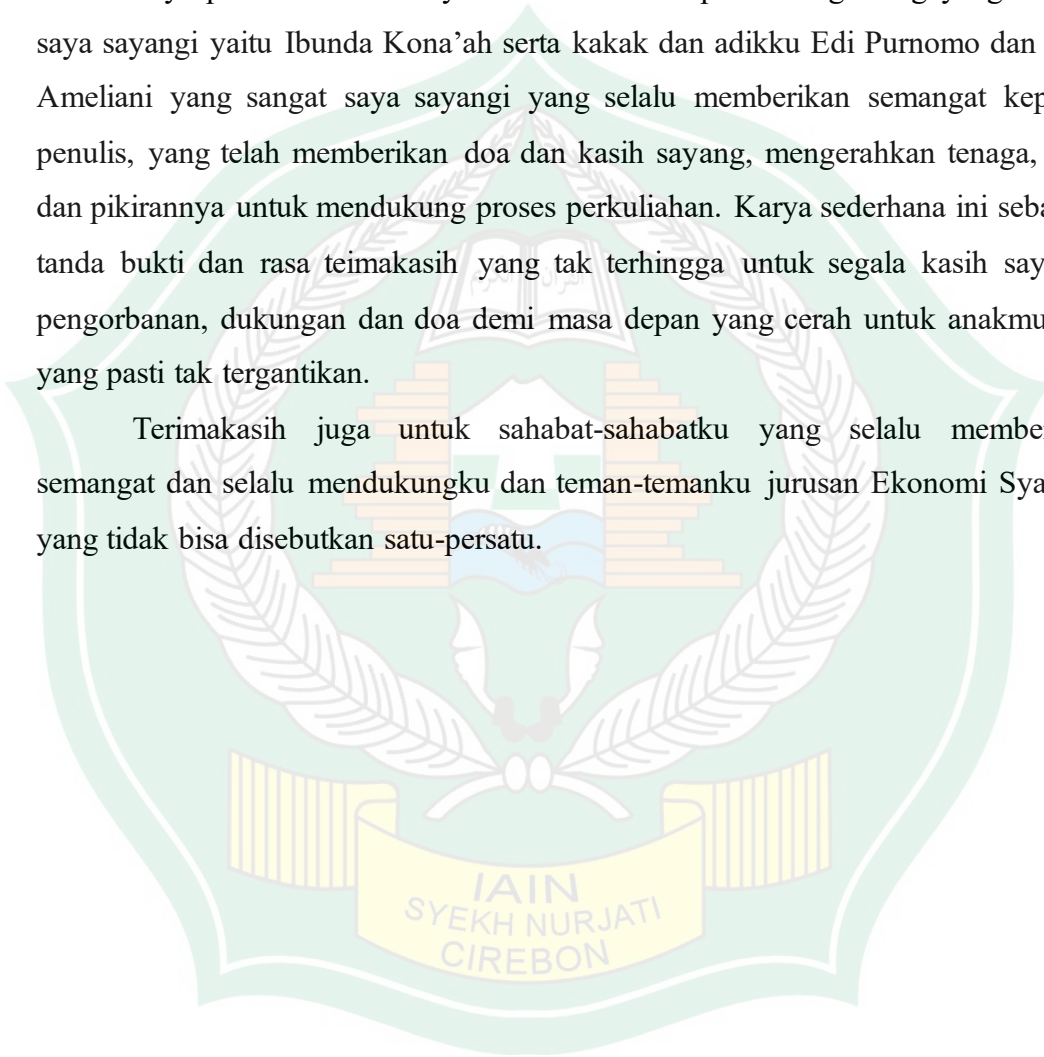 saya sayangi yaitu Ibunda Kona’ah serta kakak dan adikku Edi Purnomo dan
Ameliani yang sangat saya sayangi yang selalu memberikan semangat kep
penulis, yang telah memberikan doa dan kasih sayang, mengerahkan tenaga,
dan pikirannya untuk mendukung proses perkuliahan. Karya sederhana ini seba
tanda bukti dan rasa teimakasih yang tak terhingga untuk segala kasih say
pengorbanan, dukungan dan doa demi masa depan yang cerah untuk anakmu
yang pasti tak tergantikan.
Terimakasih juga untuk sahabat-sahabatku yang selalu membe
semangat dan selalu mendukungku dan teman-temanku jurusan Ekonomi Sya
yang tidak bisa disebutkan satu-persatu.
IAIN
SYEKH NURJATI
CIREBON